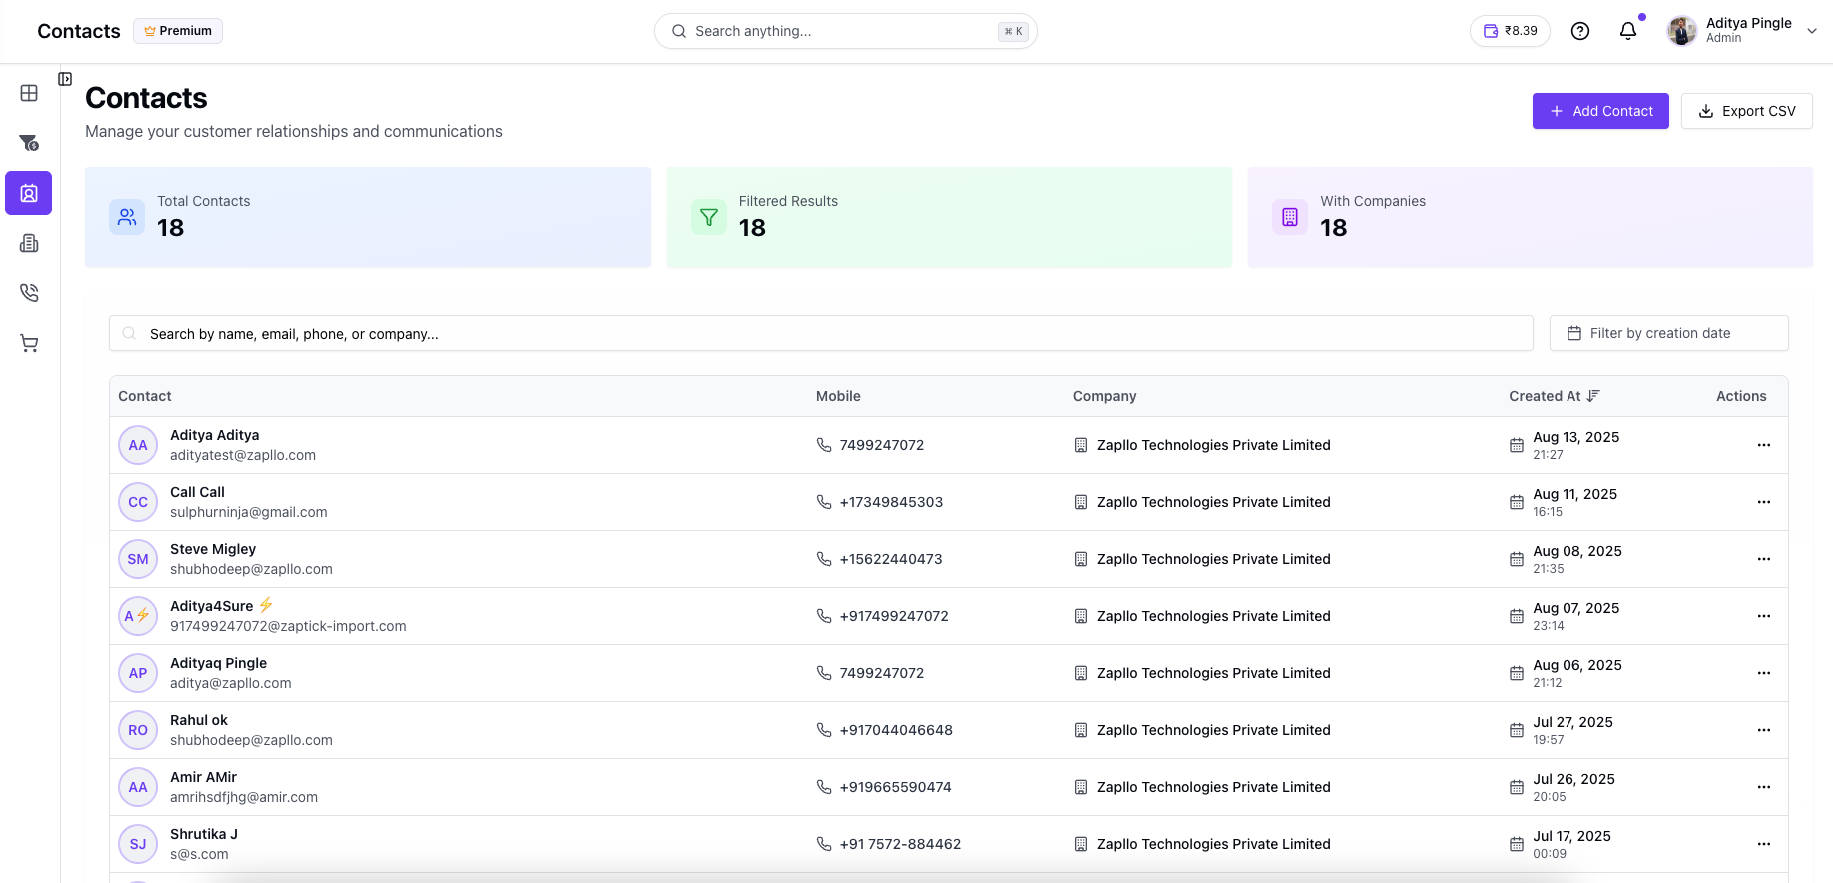 Contacts
Premium
Search anything...
⌘ K
₹8.39
Aditya Pingle
Admin
Contacts
Manage your customer relationships and communications
Add Contact
Export CSV
Total Contacts
18
Filtered Results
18
With Companies
18
Search by name, email, phone, or company...
Filter by creation date
Contact Mobile Company Created At Actions
AA Aditya Aditya 7499247072 Zapllo Technologies Private Limited Aug 13, 2025
adityatest@zapllo.com 21:27
CC Call Call +17349845303 Zapllo Technologies Private Limited Aug 11, 2025
sulphurninja@gmail.com 16:15
SM Steve Migley +15622440473 Zapllo Technologies Private Limited Aug 08, 2025
shubhodeep@zapllo.com 21:35
A⚡ Aditya4Sure ⚡ +917499247072 Zapllo Technologies Private Limited Aug 07, 2025
917499247072@zaptick-import.com 23:14
AP Adityaq Pingle 7499247072 Zapllo Technologies Private Limited Aug 06, 2025
aditya@zapllo.com 21:12
RO Rahul ok +917044046648 Zapllo Technologies Private Limited Jul 27, 2025
shubhodeep@zapllo.com 19:57
AA Amir AMir +919665590474 Zapllo Technologies Private Limited Jul 26, 2025
amrihsdfjhg@amir.com 20:05
SJ Shrutika J +91 7572-884462 Zapllo Technologies Private Limited Jul 17, 2025
s@s.com 00:09